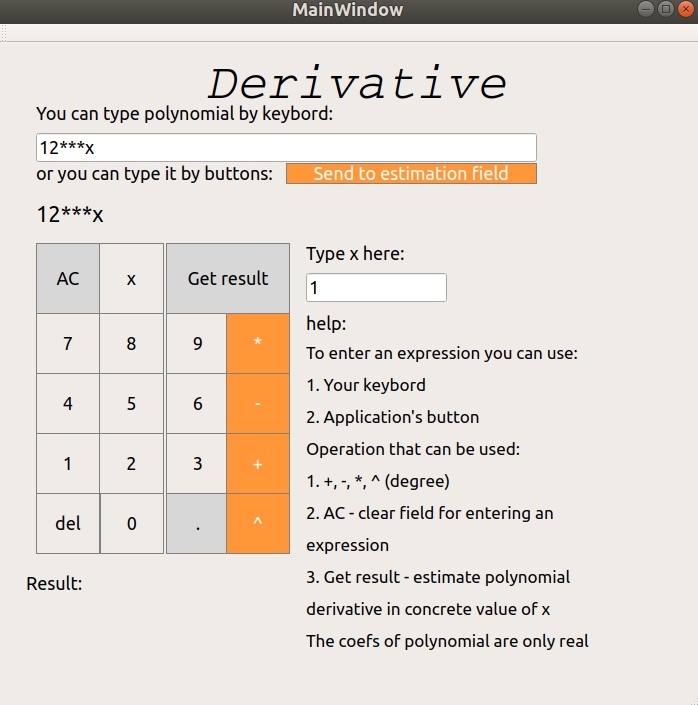 MainWindow
Derivative
You can type polynomial by keybord:
12***x
or you can type it by buttons: Send to estimation field
12***x
AC x Get result
7 8 9 *
4 5 6 -
1 2 3 +
del 0 . ^
Result:
Type x here:
1
help:
To enter an expression you can use:
1. Your keybord
2. Application's button
Operation that can be used:
1. +, -, *, ^ (degree)
2. AC - clear field for entering an
expression
3. Get result - estimate polynomial
derivative in concrete value of x
The coefs of polynomial are only real